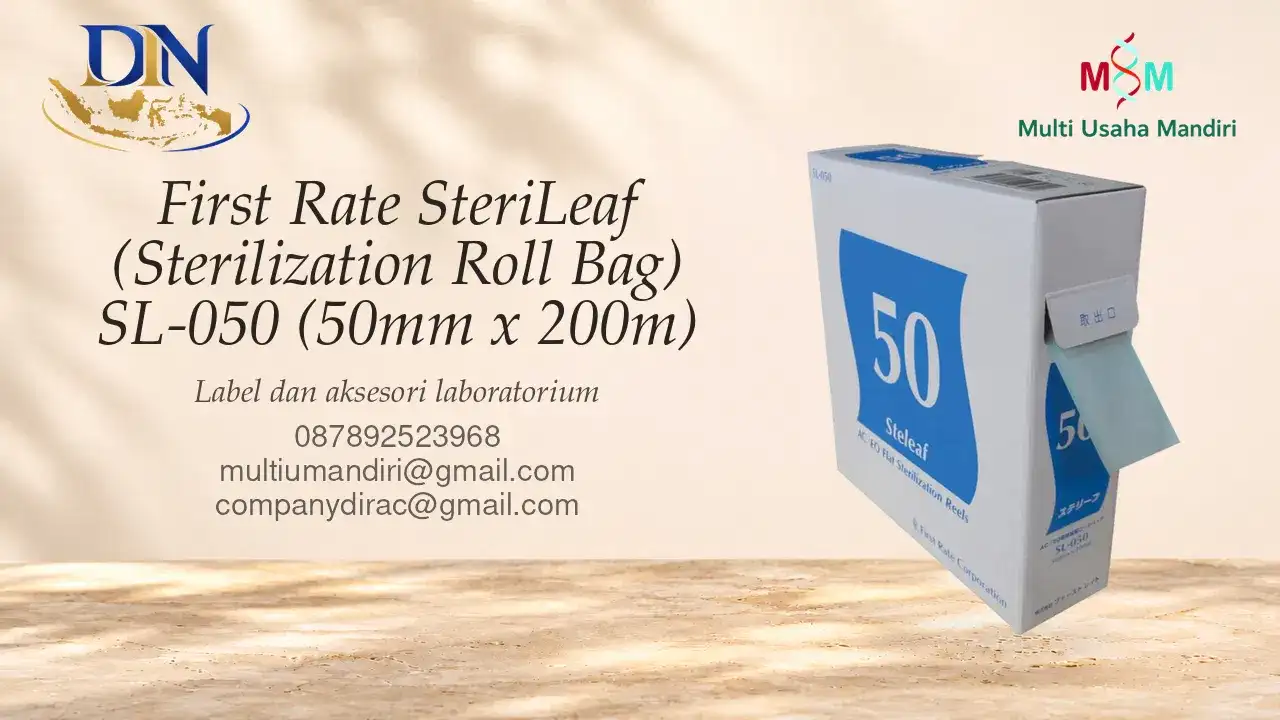 DIN
MSM
Multi Usaha Mandiri
First Rate SteriLeaf
(Sterilization Roll Bag)
SL-050 (50mm x 200m)
Label dan aksesori laboratorium
087892523968
multiumandiri@gmail.com
companydirac@gmail.com
SL-050
50
50
Steleaf
AC·EO Flat Sterilization Reels
First Rate Corporation
取出口
50
ステリーフ
SL-050